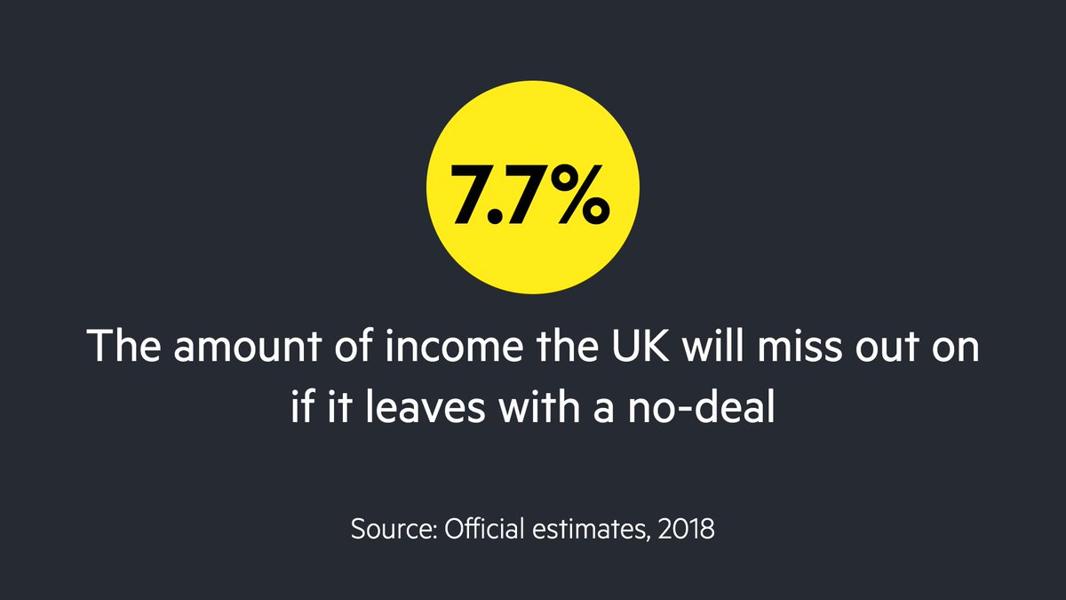 7.7%
The amount of income the UK will miss out on
if it leaves with a no-deal
Source: Official estimates, 2018